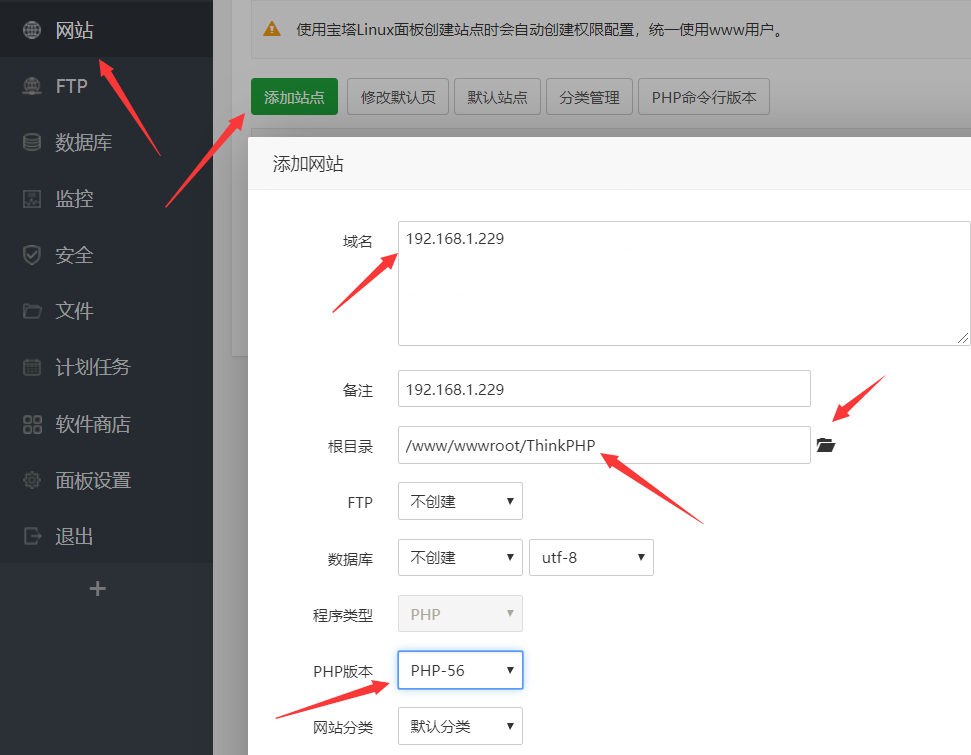 网站
FTP
数据库
监控
安全
文件
计划任务
软件商店
面板设置
退出
使用宝塔Linux面板创建站点时会自动创建权限配置，统一使用www用户。
添加站点 修改默认页 默认站点 分类管理 PHP命令行版本
添加网站
域名 192.168.1.229
备注 192.168.1.229
根目录 /www/wwwroot/ThinkPHP
FTP 不创建
数据库 不创建 utf-8
程序类型 PHP
PHP版本 PHP-56
网站分类 默认分类